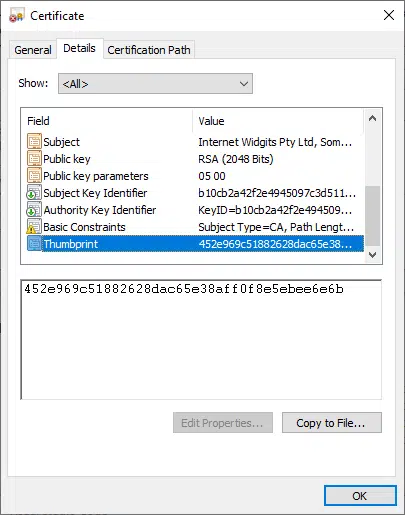 Certificate
General Details Certification Path
Show: <All>
Field Value
Subject Internet Widgits Pty Ltd, Som...
Public key RSA (2048 Bits)
Public key parameters 05 00
Subject Key Identifier b10cb2a42f2e4945097c3d511...
Authority Key Identifier KeyID=b10cb2a42f2e494509...
Basic Constraints Subject Type=CA, Path Lengt...
Thumbprint 452e969c51882628dac65e38...
452e969c51882628dac65e38aff0f8e5ebee6e6b
Edit Properties... Copy to File...
OK